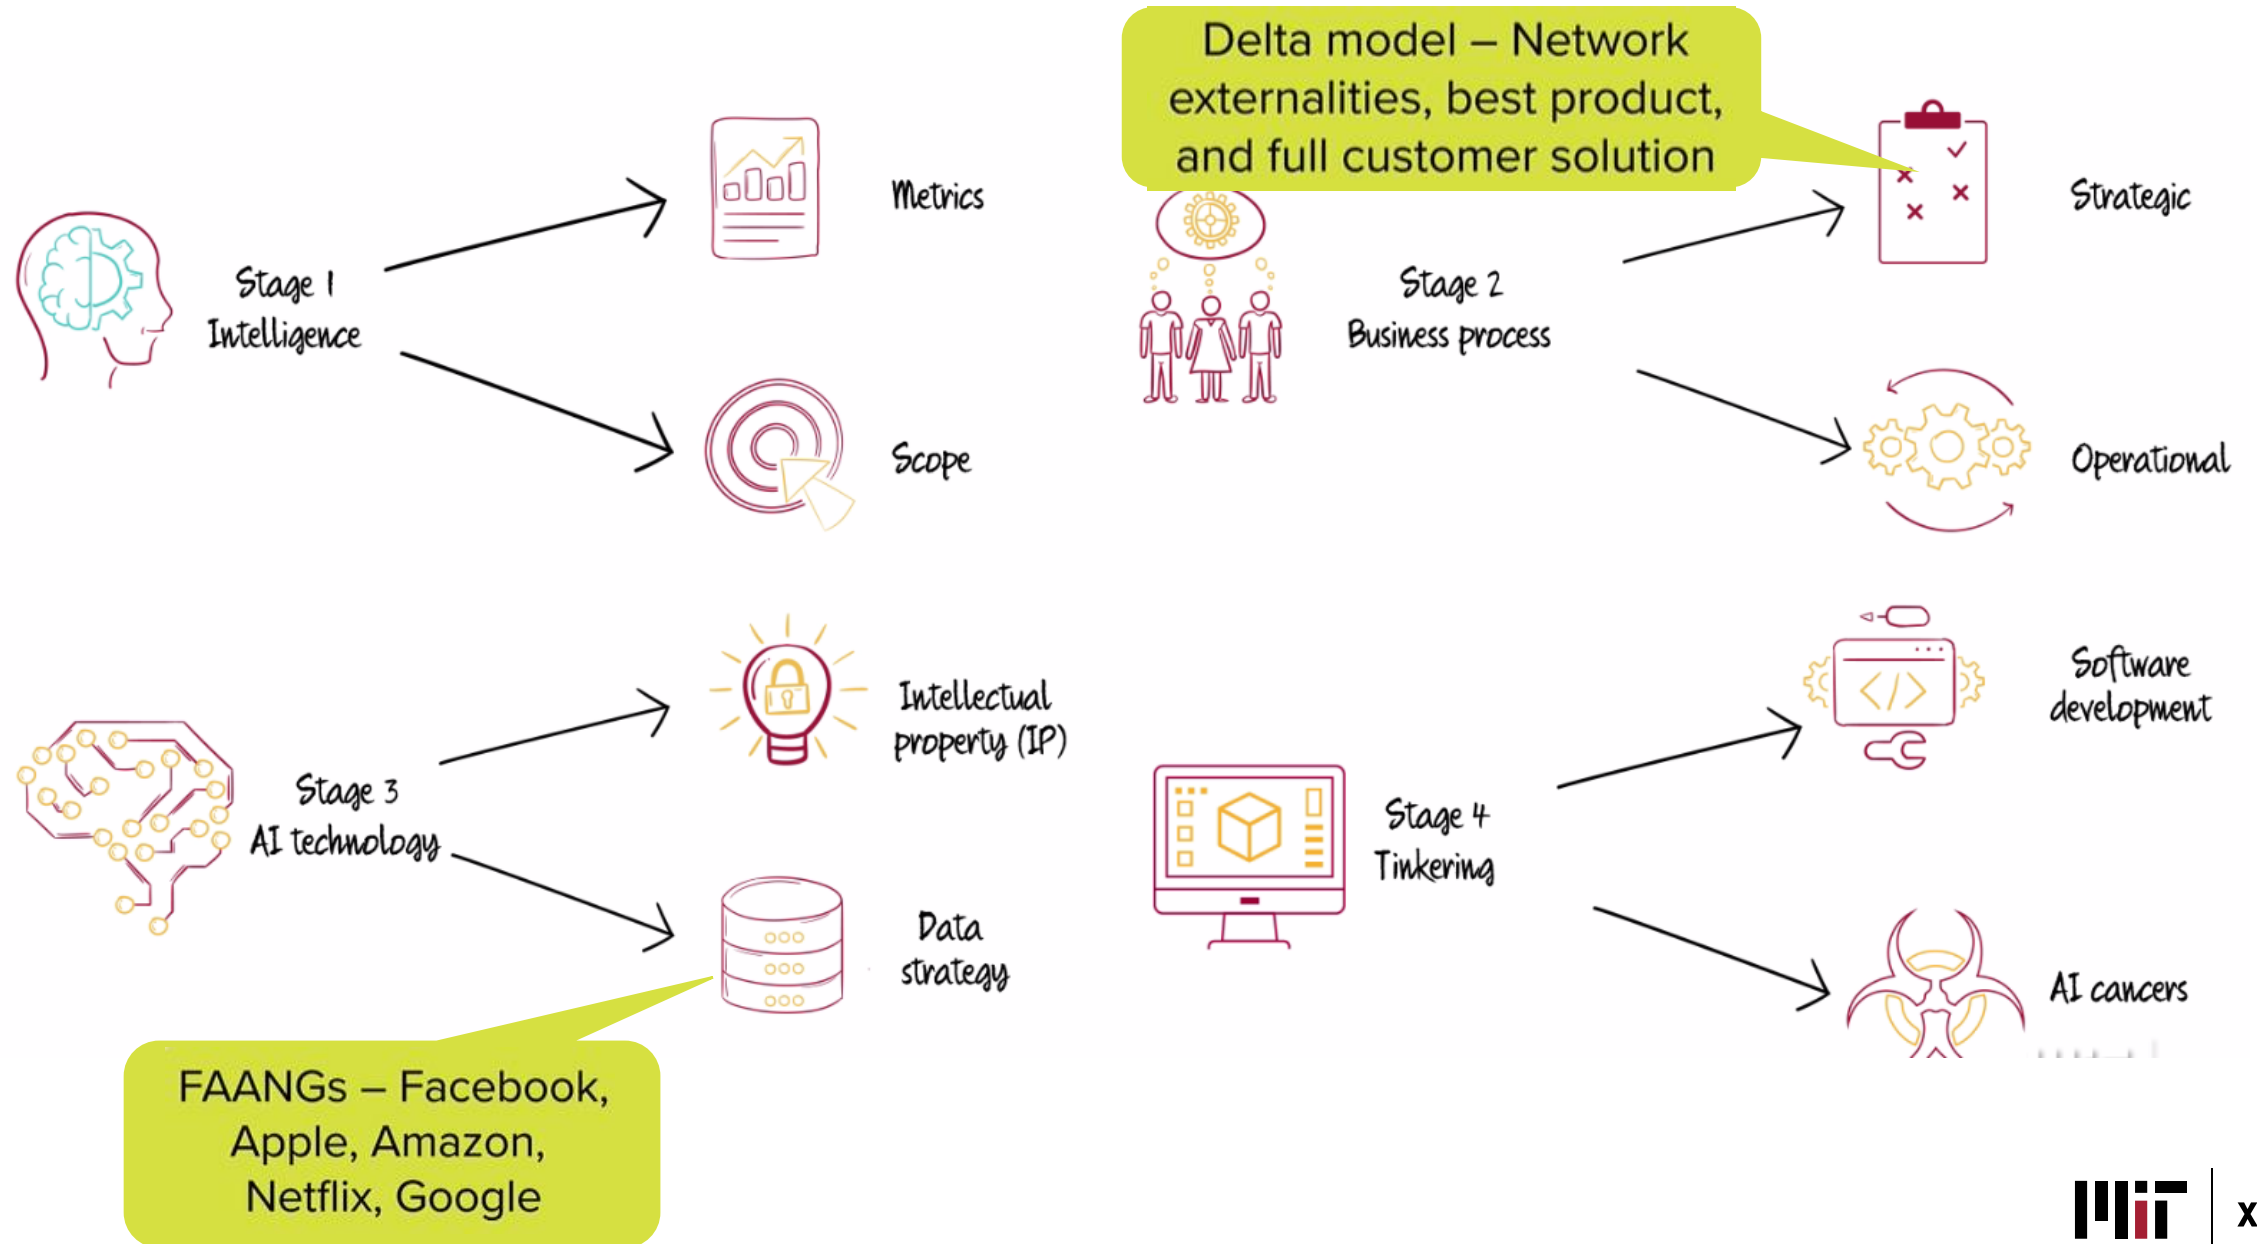 Delta model – Network
externalities, best product,
and full customer solution
Stage 1
Intelligence
Metrics
Scope
Stage 2
Business process
Strategic
Operational
Stage 3
AI technology
Intellectual
property (IP)
Data
strategy
Stage 4
Tinkering
Software
development
AI cancers
FAANGs – Facebook,
Apple, Amazon,
Netflix, Google
MIT
x